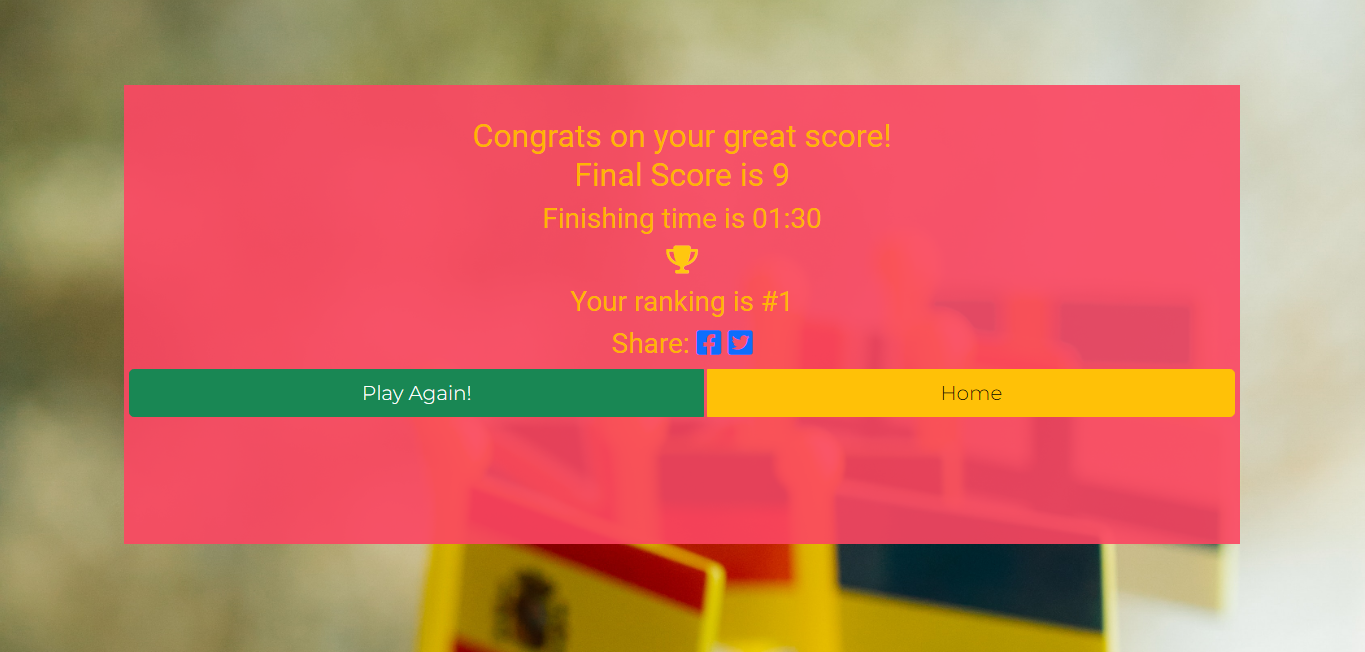 Congrats on your great score!
Final Score is 9
Finishing time is 01:30
Your ranking is #1
Share:
Play Again!
Home